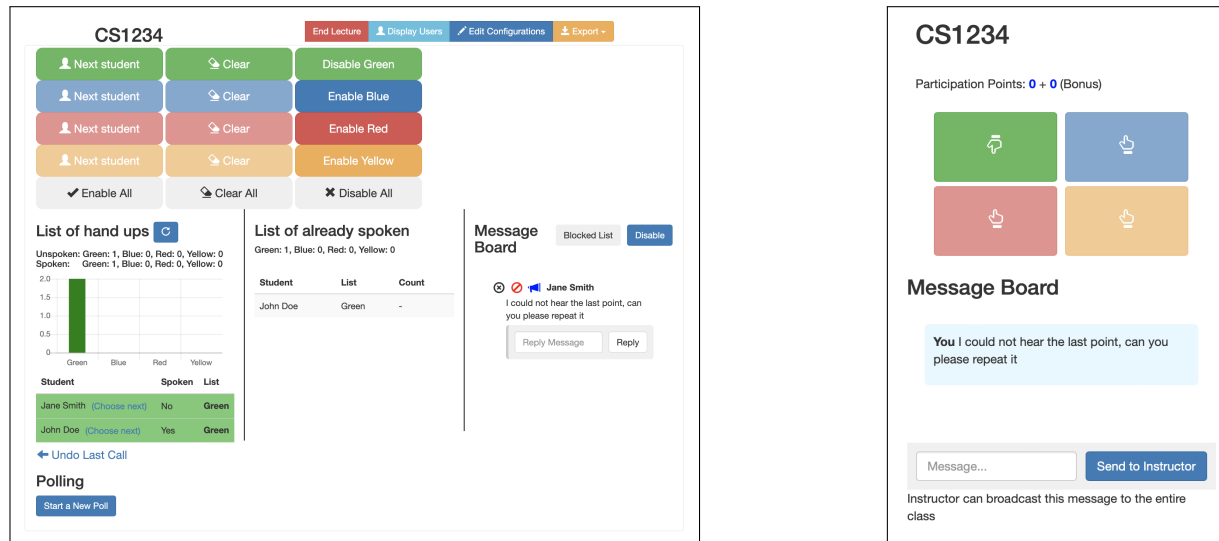 CS1234
End Lecture Display Users Edit Configurations Export
Next student Clear Disable Green
Next student Clear Enable Blue
Next student Clear Enable Red
Next student Clear Enable Yellow
Enable All Clear All Disable All
List of hand ups
Unspoken: Green: 1, Blue: 0, Red: 0, Yellow: 0
Spoken: Green: 1, Blue: 0, Red: 0, Yellow: 0
2.0
1.5
1.0
0.5
0
Green Blue Red Yellow
Student Spoken List
Jane Smith (Choose next) No Green
John Doe (Choose next) Yes Green
Undo Last Call
Polling
Start a New Poll
List of already spoken
Green: 1, Blue: 0, Red: 0, Yellow: 0
Student List Count
John Doe Green -
Message
Board
Blocked List Disable
Jane Smith
I could not hear the last point, can
you please repeat it
Reply Message Reply
CS1234
Participation Points: 0 + 0 (Bonus)
Message Board
You I could not hear the last point, can you
please repeat it
Message... Send to Instructor
Instructor can broadcast this message to the entire
class